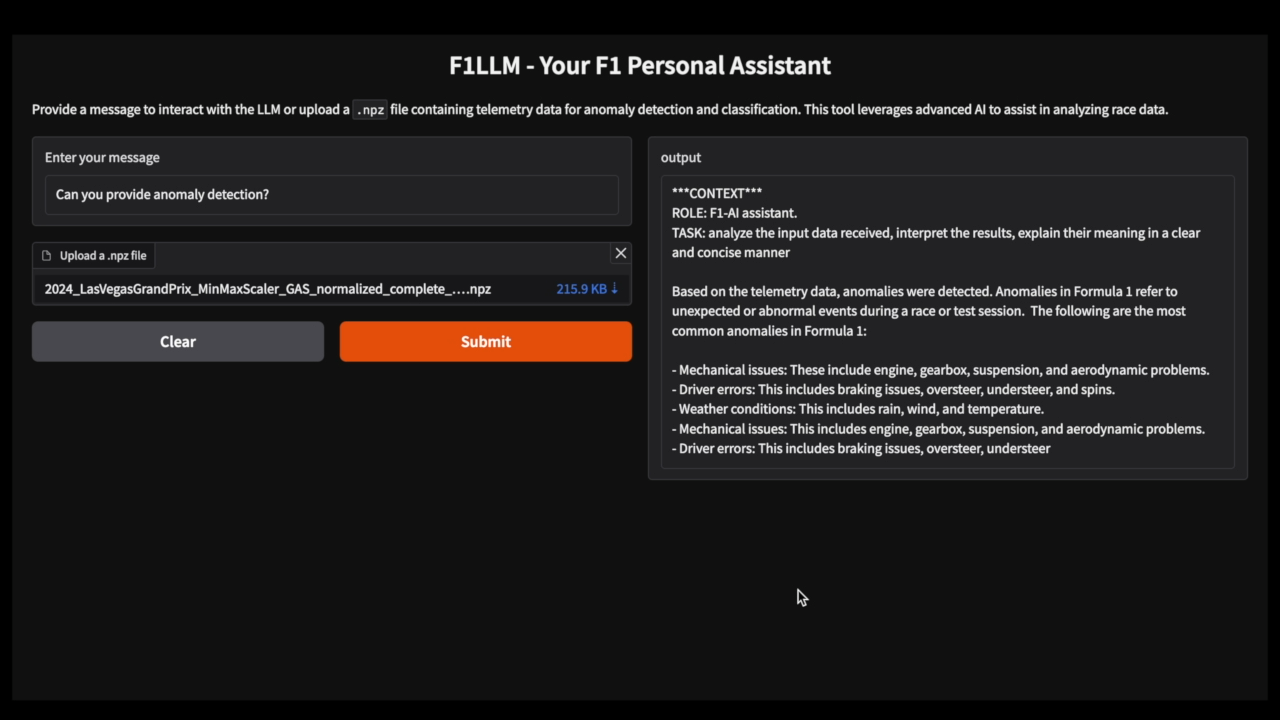 F1LLM - Your F1 Personal Assistant
Provide a message to interact with the LLM or upload a .npz file containing telemetry data for anomaly detection and classification. This tool leverages advanced AI to assist in analyzing race data.
Enter your message
Can you provide anomaly detection?
Upload a .npz file
2024_LasVegasGrandPrix_MinMaxScaler_GAS_normalized_complete_....npz 215.9 KB ↓
Clear
Submit
output
***CONTEXT***
ROLE: F1-AI assistant.
TASK: analyze the input data received, interpret the results, explain their meaning in a clear
and concise manner
Based on the telemetry data, anomalies were detected. Anomalies in Formula 1 refer to
unexpected or abnormal events during a race or test session.  The following are the most
common anomalies in Formula 1:
- Mechanical issues: These include engine, gearbox, suspension, and aerodynamic problems.
- Driver errors: This includes braking issues, oversteer, understeer, and spins.
- Weather conditions: This includes rain, wind, and temperature.
- Mechanical issues: This includes engine, gearbox, suspension, and aerodynamic problems.
- Driver errors: This includes braking issues, oversteer, understeer